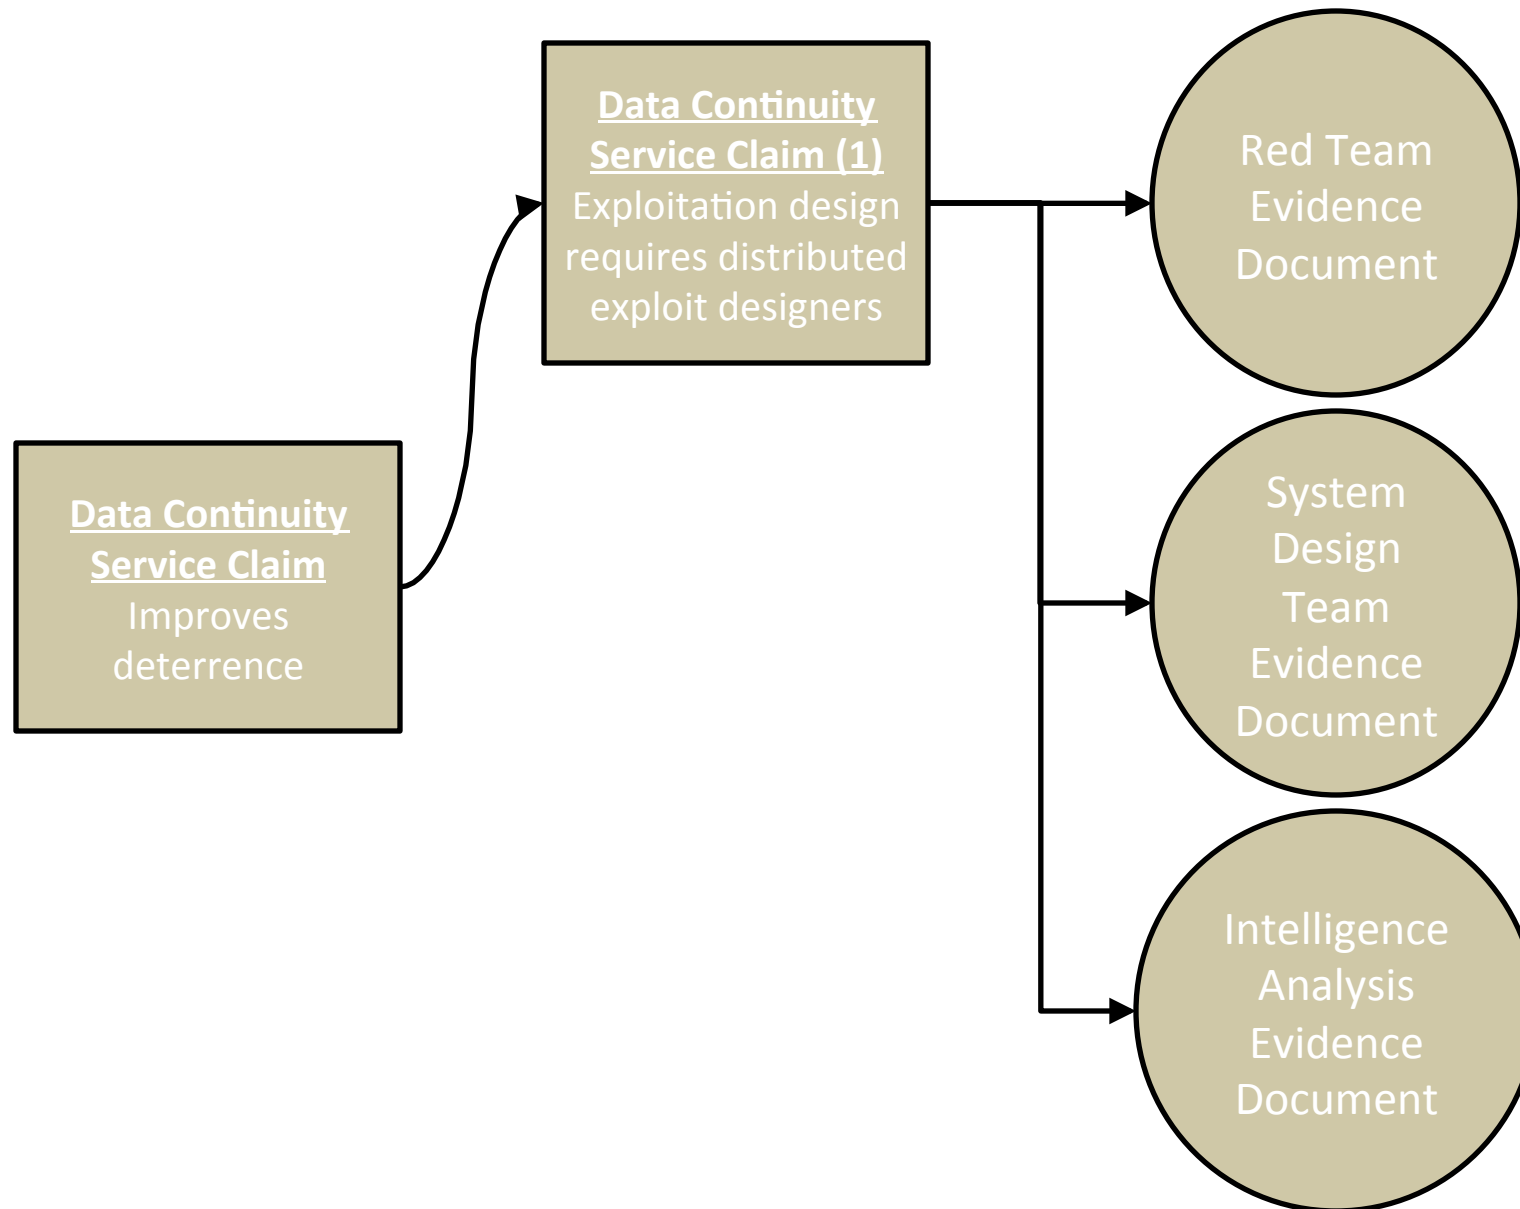 Data Continuity
Service Claim
Improves
deterrence
Data Continuity
Service Claim (1)
Exploitation design
requires distributed
exploit designers
Red Team
Evidence
Document
System
Design
Team
Evidence
Document
Intelligence
Analysis
Evidence
Document